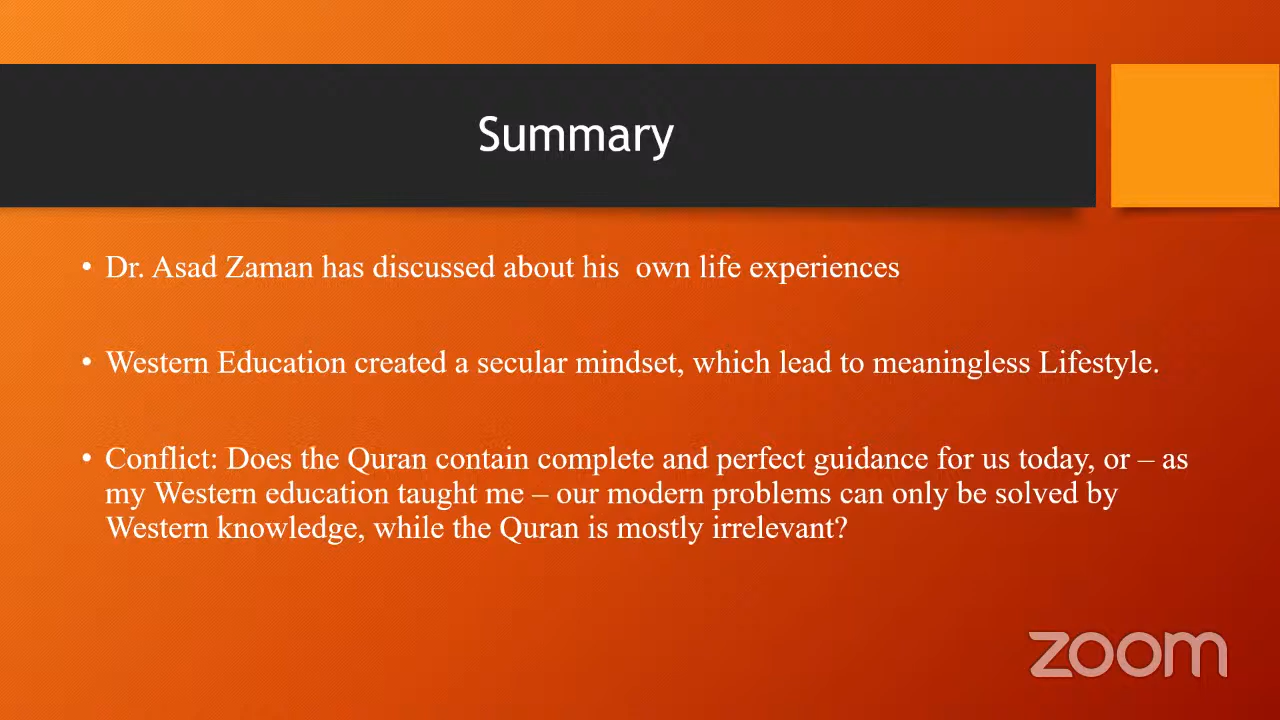 Summary
• Dr. Asad Zaman has discussed about his  own life experiences
• Western Education created a secular mindset, which lead to meaningless Lifestyle.
• Conflict: Does the Quran contain complete and perfect guidance for us today, or – as
my Western education taught me – our modern problems can only be solved by
Western knowledge, while the Quran is mostly irrelevant?
zoom